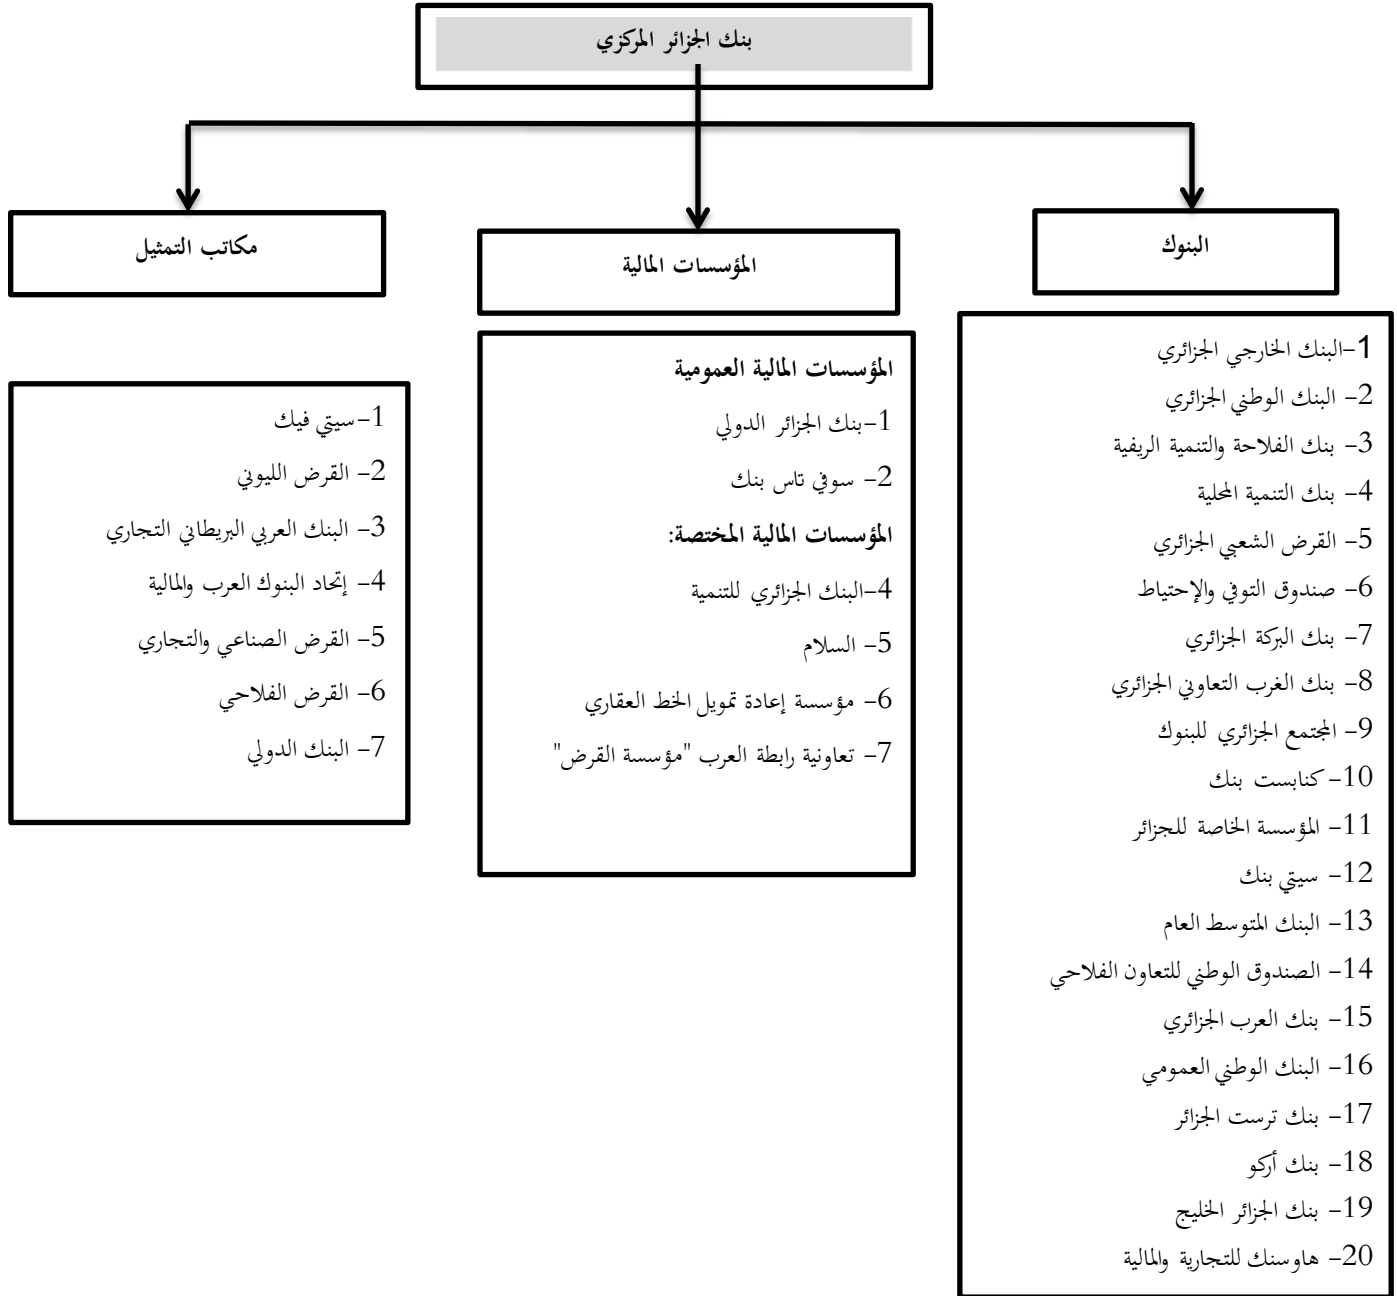 بنك الجزائر المركزي
البنوك
المؤسسات المالية
مكاتب التمثيل
1-البنك الخارجي الجزائري
2- البنك الوطني الجزائري
3- بنك الفلاحة والتنمية الريفية
4- بنك التنمية المحلية
5- القرض الشعبي الجزائري
6- صندوق التوفي والإحتياط
7- بنك البركة الجزائري
8- بنك الغرب التعاوني الجزائري
9- المجتمع الجزائري للبنوك
10- كنابست بنك
11- المؤسسة الخاصة للجزائر
12- سيتي بنك
13- البنك المتوسط العام
14- الصندوق الوطني للتعاون الفلاحي
15- بنك العرب الجزائري
16- البنك الوطني العمومي
17- بنك ترست الجزائر
18- بنك أركو
19- بنك الجزائر الخليج
20- هاوسنك للتجارية والمالية
المؤسسات المالية العمومية
1-بنك الجزائر الدولي
2- سوفي تاس بنك
المؤسسات المالية المختصة:
4-البنك الجزائري للتنمية
5- السلام
6- مؤسسة إعادة تمويل الخط العقاري
7- تعاونية رابطة العرب "مؤسسة القرض"
1-سيتي فيك
2- القرض الليوني
3- البنك العربي البريطاني التجاري
4- إتحاد البنوك العرب والمالية
5- القرض الصناعي والتجاري
6- القرض الفلاحي
7- البنك الدولي